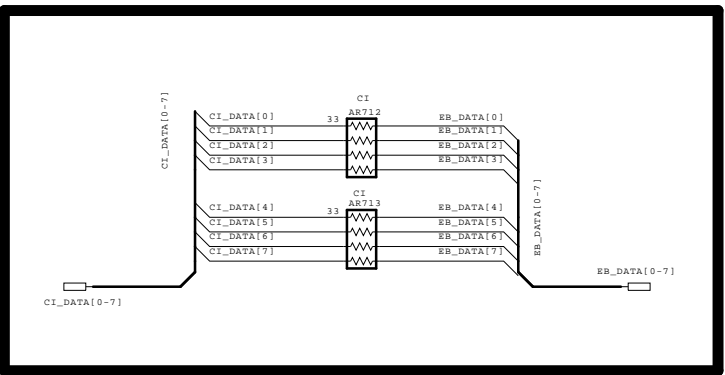 CI_DATA[0-7]
CI
AR712
33
CI_DATA[0]
CI_DATA[1]
CI_DATA[2]
CI_DATA[3]
EB_DATA[0]
EB_DATA[1]
EB_DATA[2]
EB_DATA[3]
CI
AR713
33
CI_DATA[4]
CI_DATA[5]
CI_DATA[6]
CI_DATA[7]
EB_DATA[4]
EB_DATA[5]
EB_DATA[6]
EB_DATA[7]
EB_DATA[0-7]
EB_DATA[0-7]
CI_DATA[0-7]